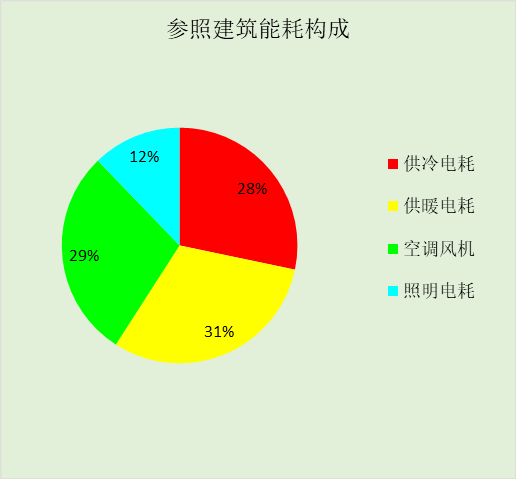 参照建筑能耗构成
12%
28%
29%
31%
供冷电耗
供暖电耗
空调风机
照明电耗